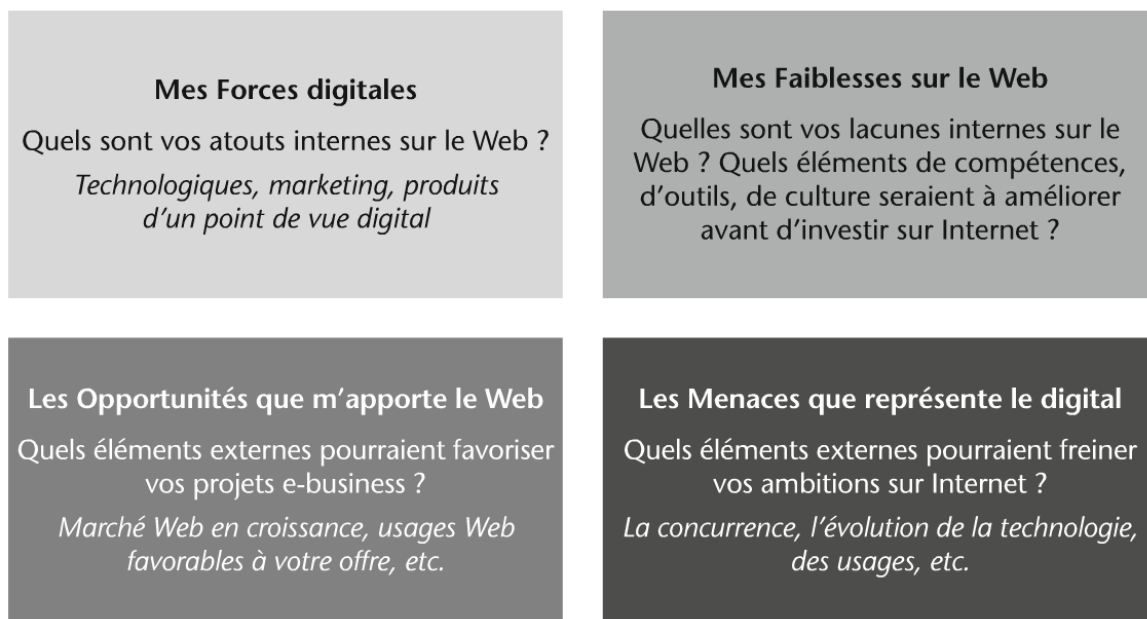 Mes Forces digitales
Quels sont vos atouts internes sur le Web ?
Technologiques, marketing, produits
d’un point de vue digital
Mes Faiblesses sur le Web
Quelles sont vos lacunes internes sur le
Web ? Quels éléments de compétences,
d’outils, de culture seraient à améliorer
avant d’investir sur Internet ?
Les Opportunités que m’apporte le Web
Quels éléments externes pourraient favoriser
vos projets e-business ?
Marché Web en croissance, usages Web
favorables à votre offre, etc.
Les Menaces que représente le digital
Quels éléments externes pourraient freiner
vos ambitions sur Internet ?
La concurrence, l’évolution de la technologie,
des usages, etc.